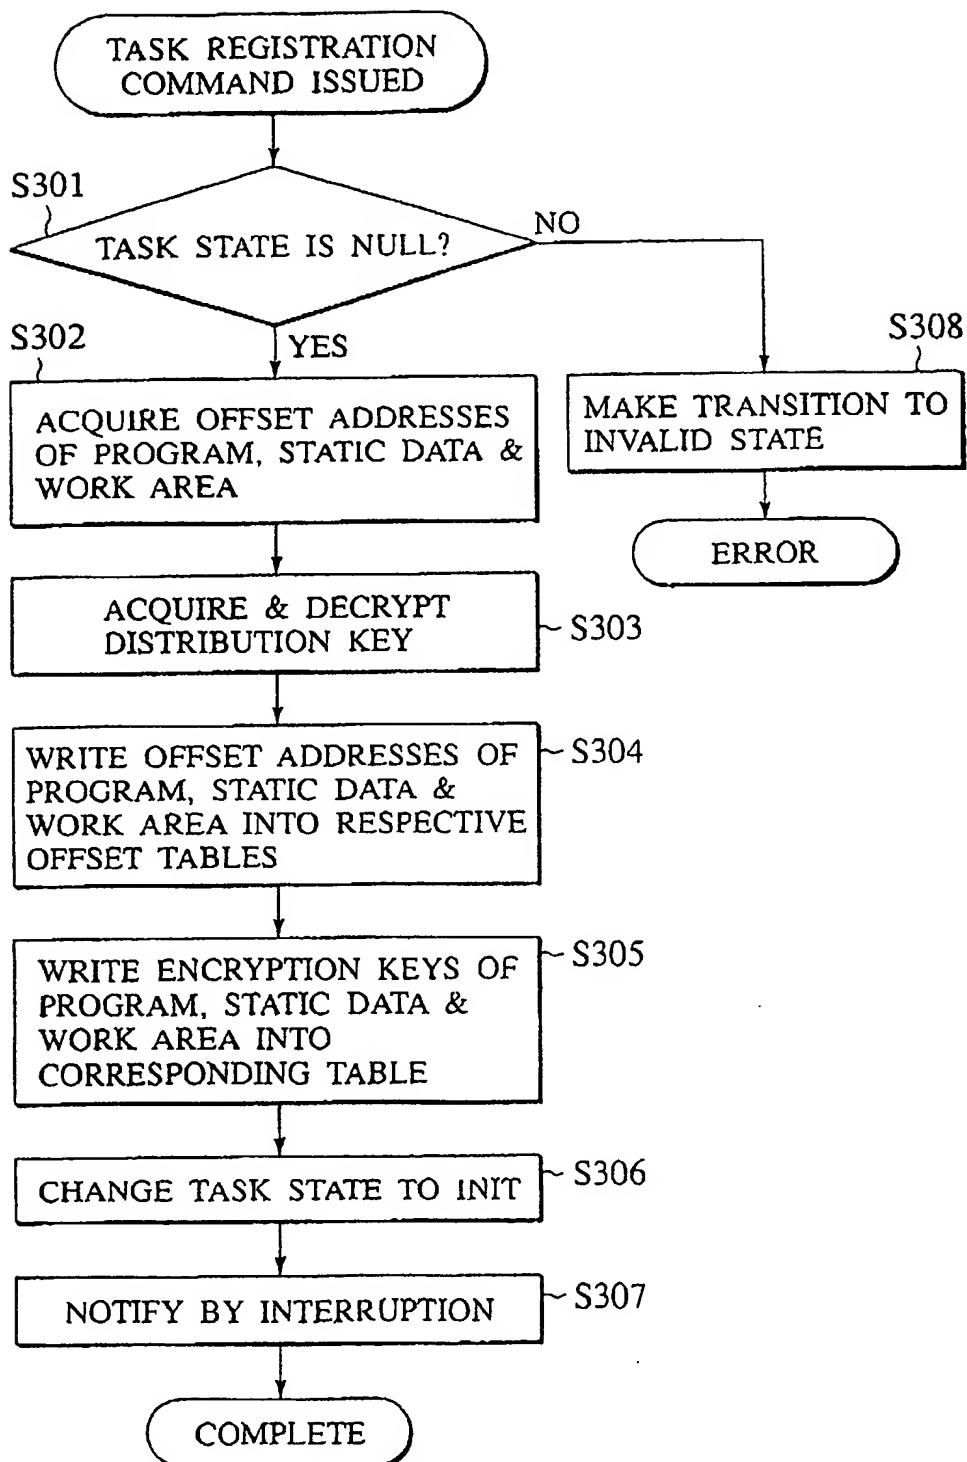 TASK REGISTRATION
COMMAND ISSUED
S301
TASK STATE IS NULL?
NO
YES
S302
ACQUIRE OFFSET ADDRESSES
OF PROGRAM, STATIC DATA &
WORK AREA
S308
MAKE TRANSITION TO
INVALID STATE
ERROR
ACQUIRE & DECRYPT
DISTRIBUTION KEY
S303
WRITE OFFSET ADDRESSES OF
PROGRAM, STATIC DATA &
WORK AREA INTO RESPECTIVE
OFFSET TABLES
S304
WRITE ENCRYPTION KEYS OF
PROGRAM, STATIC DATA &
WORK AREA INTO
CORRESPONDING TABLE
S305
CHANGE TASK STATE TO INIT
S306
NOTIFY BY INTERRUPTION
S307
COMPLETE